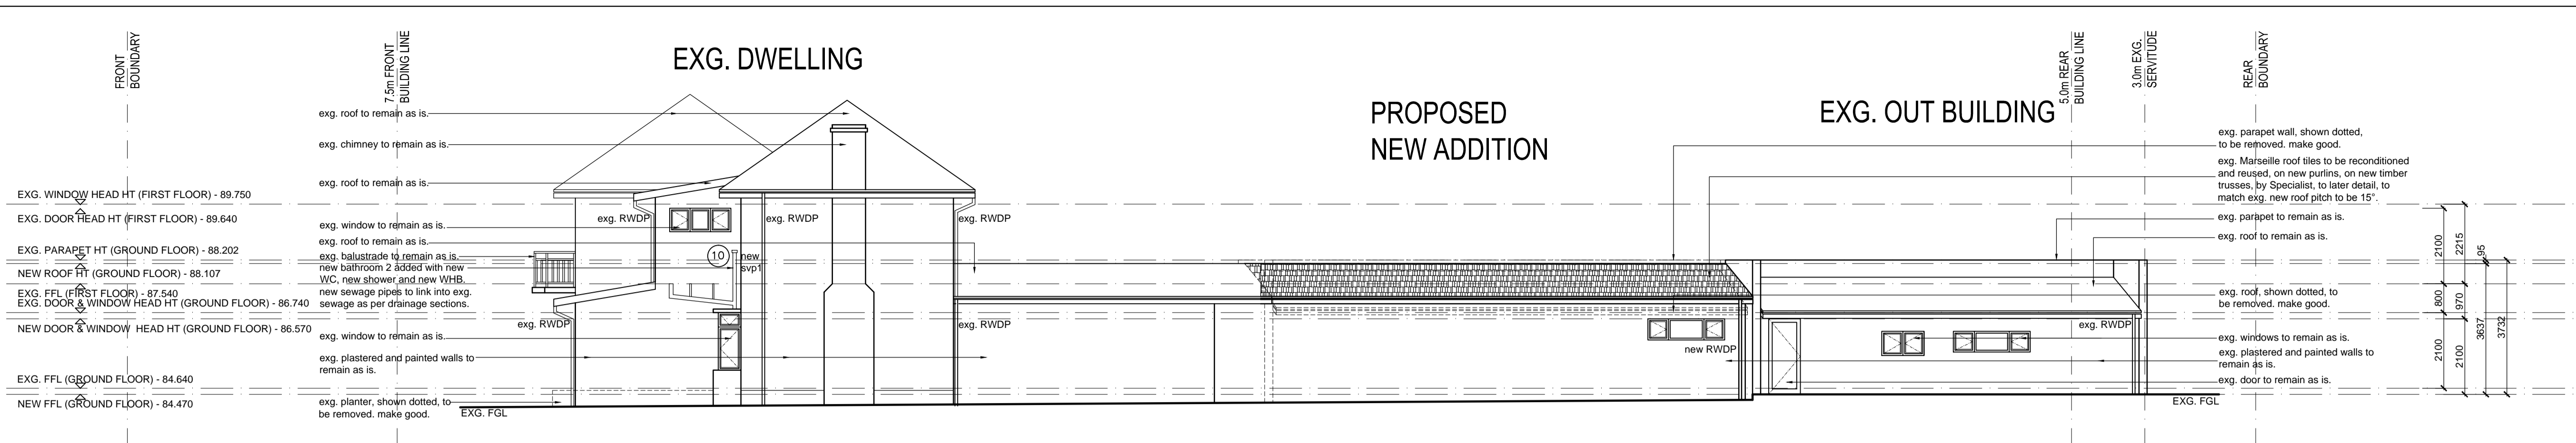 FRONT
BOUNDARY
7.5m FRONT
BUILDING LINE
EXG. DWELLING
PROPOSED
NEW ADDITION
EXG. OUT BUILDING
5.0m REAR
BUILDING LINE
3.0m EXG.
SERVITUDE
REAR
BOUNDARY
EXG. WINDOW HEAD HT (FIRST FLOOR) - 89.750
EXG. DOOR HEAD HT (FIRST FLOOR) - 89.640
EXG. PARAPET HT (GROUND FLOOR) - 88.202
NEW ROOF HT (GROUND FLOOR) - 88.107
EXG. FFL (FIRST FLOOR) - 87.540
EXG. DOOR & WINDOW HEAD HT (GROUND FLOOR) - 86.740
NEW DOOR & WINDOW HEAD HT (GROUND FLOOR) - 86.570
EXG. FFL (GROUND FLOOR) - 84.640
NEW FFL (GROUND FLOOR) - 84.470
exg. roof to remain as is.
exg. chimney to remain as is.
exg. roof to remain as is.
exg. window to remain as is.
exg. roof to remain as is.
exg. balustrade to remain as is.
new bathroom 2 added with new
WC, new shower and new WHB.
new sewage pipes to link into exg.
sewage as per drainage sections.
exg. window to remain as is.
exg. plastered and painted walls to
remain as is.
exg. planter, shown dotted, to
be removed. make good.
EXG. FGL
exg. RWDP
exg. RWDP
exg. RWDP
10
new
svp1
exg. RWDP
exg. RWDP
new RWDP
exg. RWDP
exg. parapet wall, shown dotted,
to be removed. make good.
exg. Marseille roof tiles to be reconditioned
and reused, on new purlins, on new timber
trusses, by Specialist, to later detail, to
match exg. new roof pitch to be 15°.
exg. parapet to remain as is.
exg. roof to remain as is.
exg. roof, shown dotted, to
be removed. make good.
exg. windows to remain as is.
exg. plastered and painted walls to
remain as is.
exg. door to remain as is.
EXG. FGL
2100
800
2100
2215
970
2100
95
3637
3732